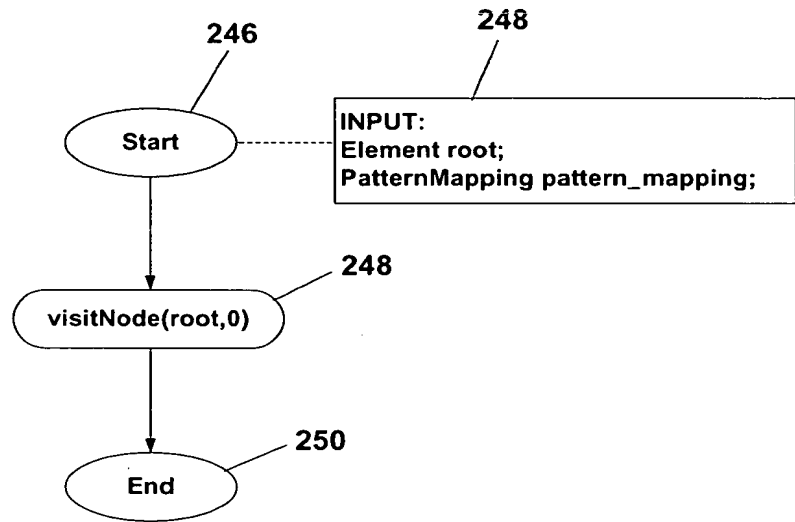 246
248
Start
INPUT:
Element root;
PatternMapping pattern_mapping;
248
visitNode(root,0)
250
End